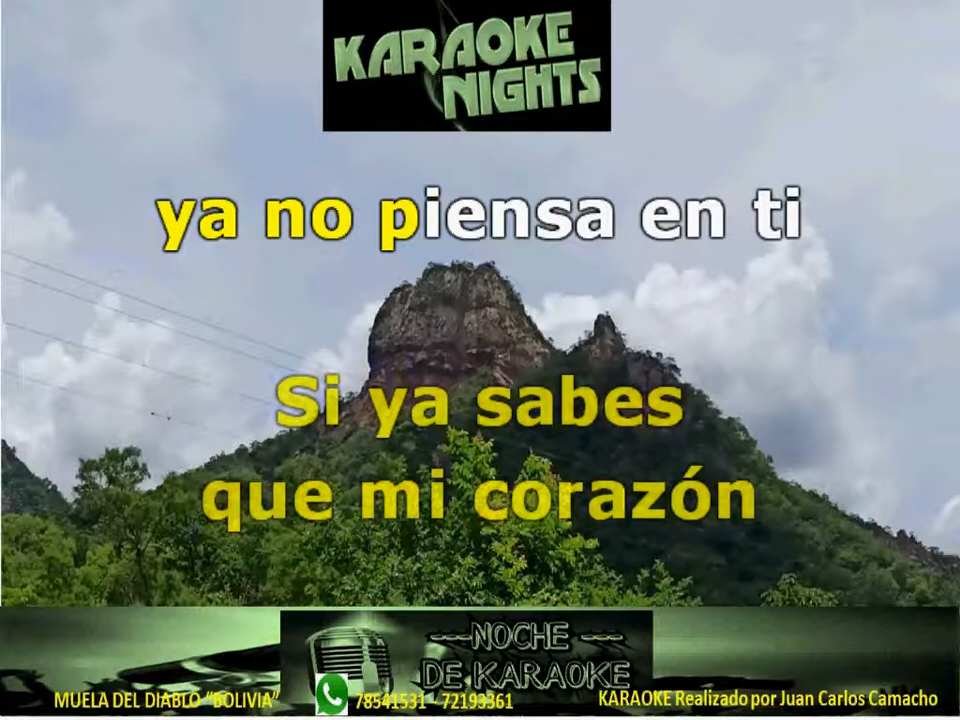 KARAOKE
NIGHTS
ya no piensa en ti
Si ya sabes
que mi corazón
---NOCHE ---
DE KARAOKE
MUELA DEL DIABLO "BOLIVIA"
78541531 - 72193361
KARAOKE Realizado por Juan Carlos Camacho